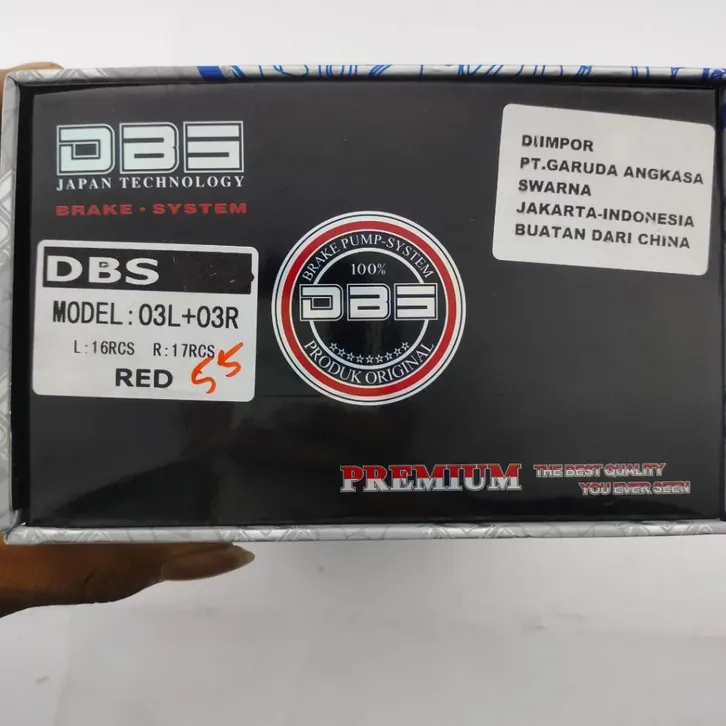 DBS
JAPAN TECHNOLOGY
BRAKE - SYSTEM
DIIMPOR
PT.GARUDA ANGKASA
SWARNA
JAKARTA-INDONESIA
BUATAN DARI CHINA
DBS
MODEL:03L+03R
L:16RCS R:17RCS
RED 55
BRAKE PUMP-SYSTEM
100%
DBS
PRODUK ORIGINAL
PREMIUM
THE BEST QUALITY
YOU EVER SEEN